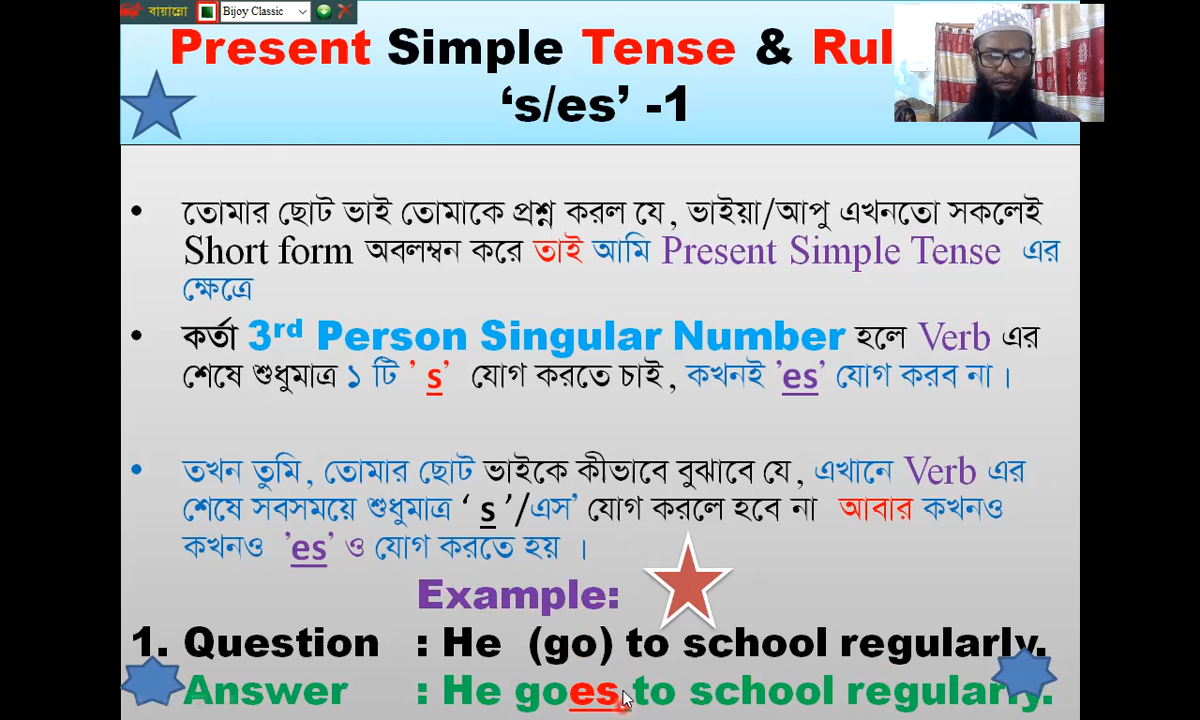 বায়ান্নো Bijoy Classic
Present Simple Tense & Rul
‘s/es’ -1
• তোমার ছোট ভাই তোমাকে প্রশ্ন করল যে, ভাইয়া/আপু এখনতো সকলেই
Short form অবলম্বন করে তাই আমি Present Simple Tense এর
ক্ষেত্রে
• কর্তা 3rd Person Singular Number হলে Verb এর
শেষে শুধুমাত্র ১ টি ’ s’ যোগ করতে চাই, কখনই ’es’ যোগ করব না।
• তখন তুমি, তোমার ছোট ভাইকে কীভাবে বুঝাবে যে, এখানে Verb এর
শেষে সবসময়ে শুধুমাত্র ‘ s ’/এস’ যোগ করলে হবে না আবার কখনও
কখনও ’es’ ও যোগ করতে হয় ।
Example:
1. Question : He (go) to school regularly.
Answer : He goes to school regularly.